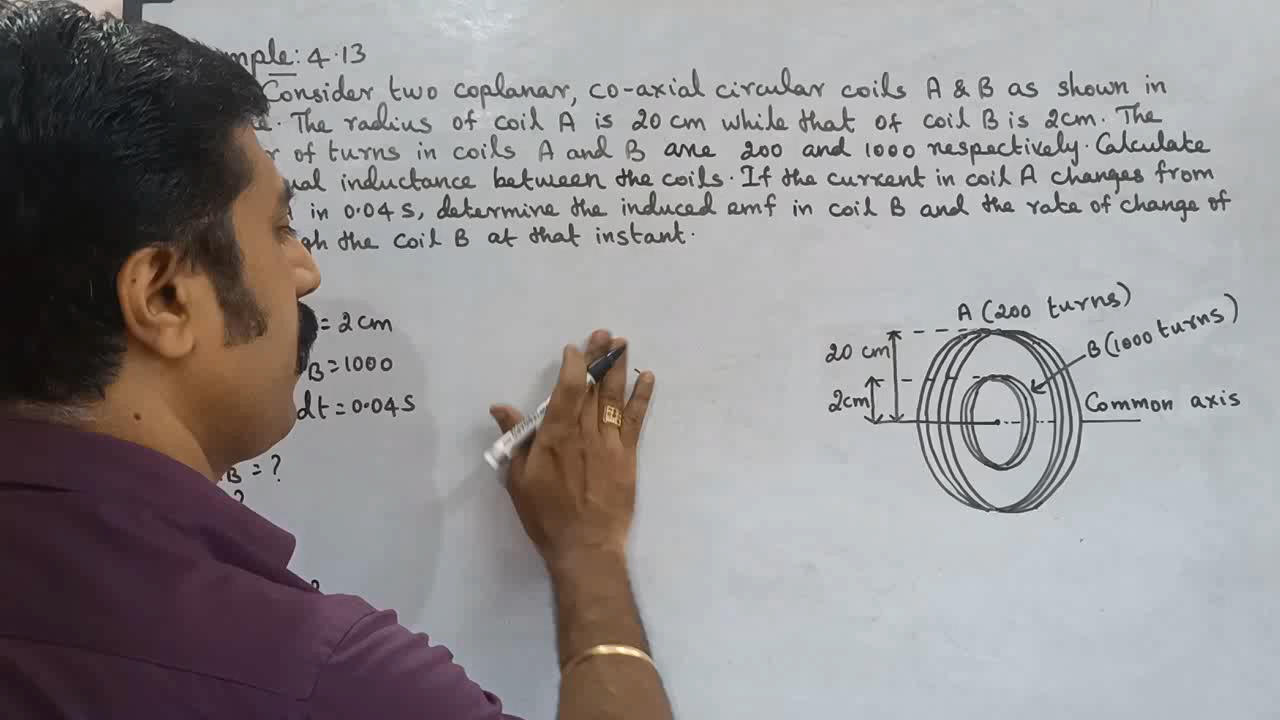 mple: 4.13
Consider two coplanar, co-axial circular coils A & B as shown in
The radius of coil A is 20 cm while that of coil B is 2cm. The
of turns in coils A and B are 200 and 1000 respectively. Calculate
inductance between the coils. If the current in coil A changes from
in 0.04 s, determine the induced emf in coil B and the rate of change of
the coil B at that instant.
= 2 cm
B = 1000
dt = 0.04 s
B = ?
?
?
A (200 turns)
B (1000 turns)
20 cm
2cm
Common axis